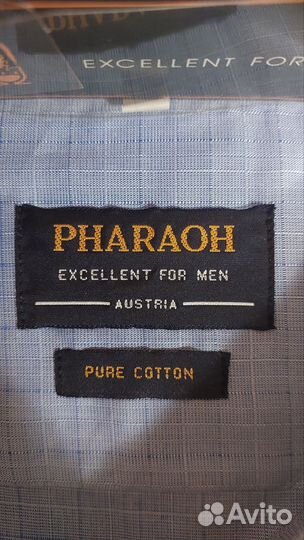 EXCELLENT FOR
PHARAOH
EXCELLENT FOR MEN
AUSTRIA
PURE COTTON
Avito